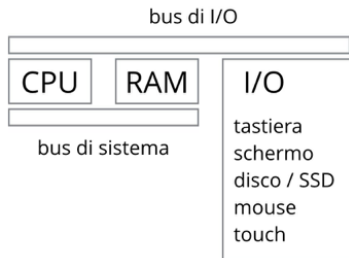 bus di I/O
CPU
RAM
I/O
bus di sistema
tastiera
schermo
disco / SSD
mouse
touch